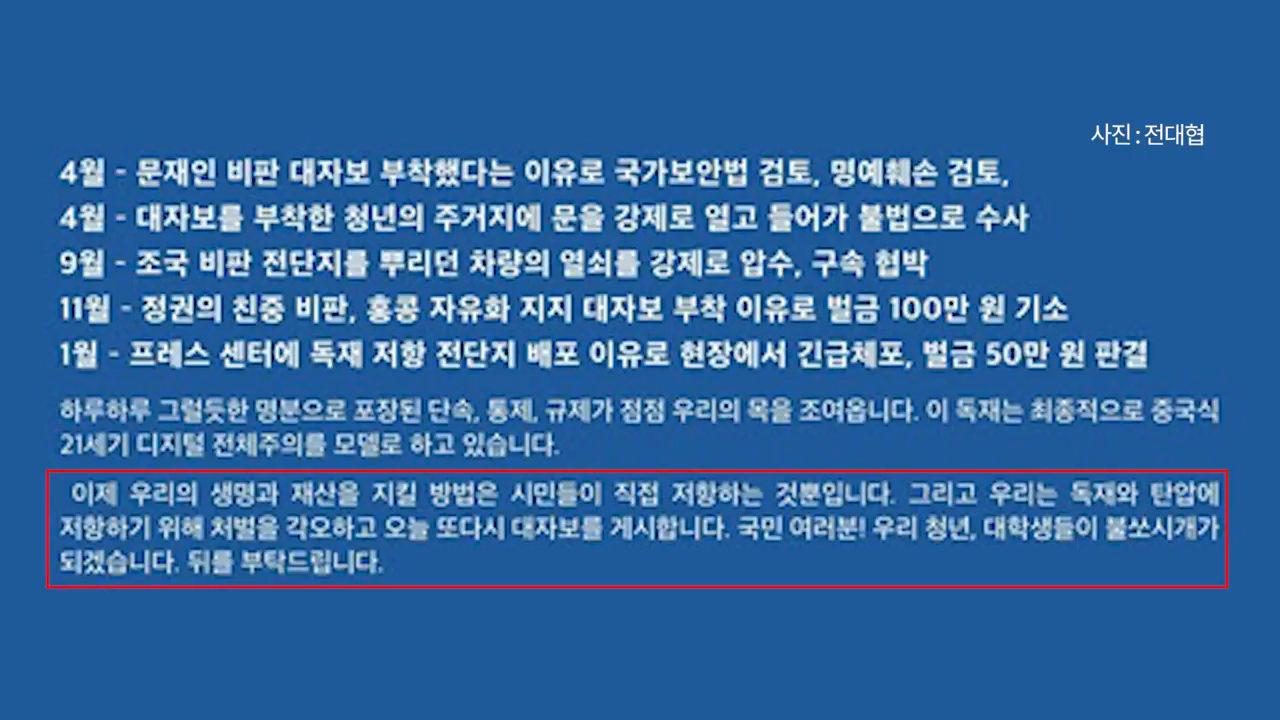 사진 : 전대협
4월 - 문재인 비판 대자보 부착했다는 이유로 국가보안법 검토, 명예훼손 검토,
4월 - 대자보를 부착한 청년의 주거지에 문을 강제로 열고 들어가 불법으로 수사
9월 - 조국 비판 전단지를 뿌리던 차량의 열쇠를 강제로 압수, 구속 협박
11월 - 정권의 친중 비판, 홍콩 자유화 지지 대자보 부착 이유로 벌금 100만 원 기소
1월 - 프레스 센터에 독재 저항 전단지 배포 이유로 현장에서 긴급체포, 벌금 50만 원 판결
하루하루 그럴듯한 명분으로 포장된 단속, 통제, 규제가 점점 우리의 목을 조여옵니다. 이 독재는 최종적으로 중국식
21세기 디지털 전체주의를 모델로 하고 있습니다.
이제 우리의 생명과 재산을 지킬 방법은 시민들이 직접 저항하는 것뿐입니다. 그리고 우리는 독재와 탄압에
저항하기 위해 처벌을 각오하고 오늘 또다시 대자보를 게시합니다. 국민 여러분! 우리 청년, 대학생들이 불쏘시개가
되겠습니다. 뒤를 부탁드립니다.